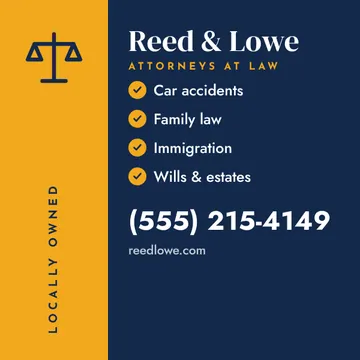 Reed & Lowe
ATTORNEYS AT LAW
Car accidents
Family law
Immigration
Wills & estates
(555) 215-4149
reedlowe.com
LOCALLY OWNED